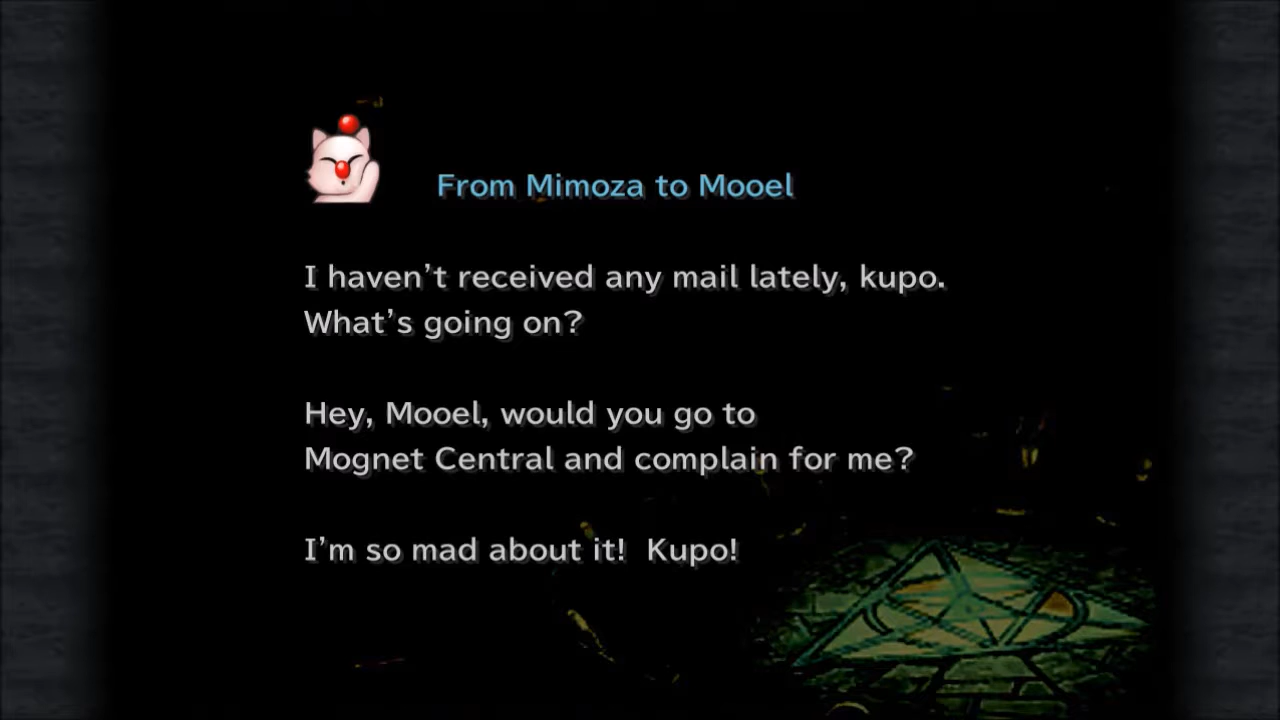 From Mimoza to Mooel
I haven't received any mail lately, kupo.
What's going on?
Hey, Mooel, would you go to
Mognet Central and complain for me?
I'm so mad about it!  Kupo!